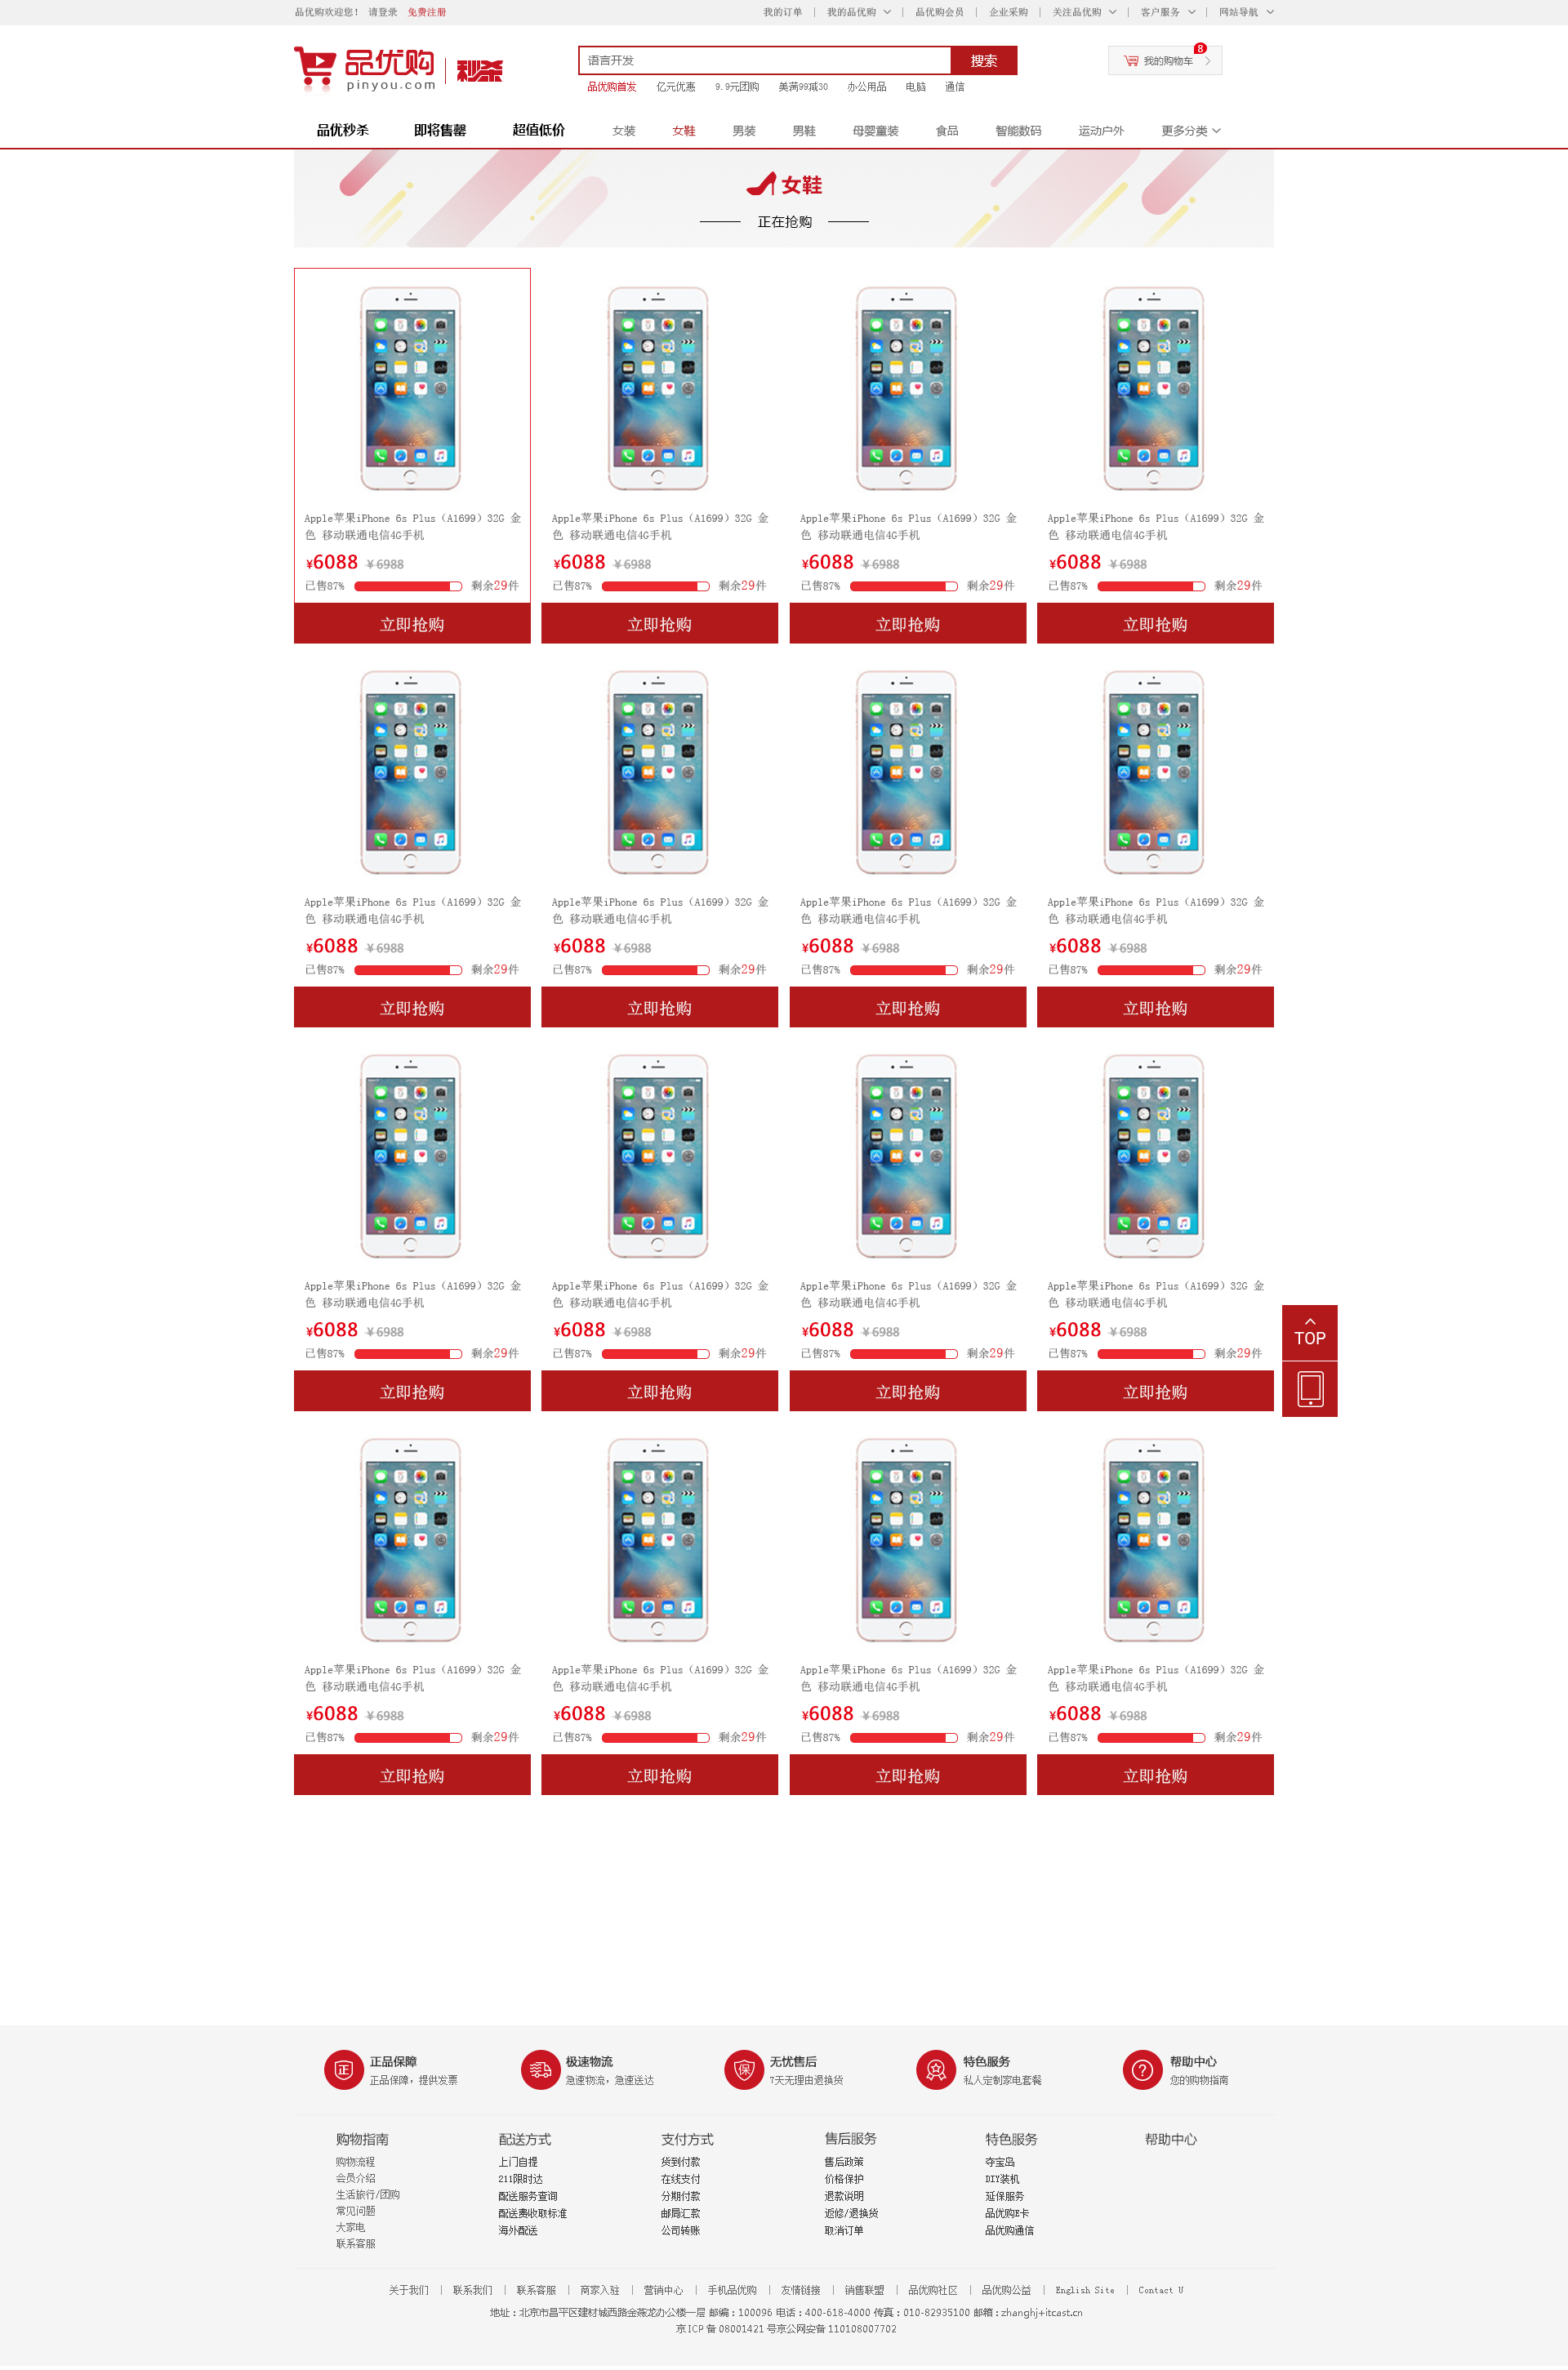 品优购欢迎您! 请登录 免费注册
我的订单 我的品优购 品优购会员 企业采购 关注品优购 客户服务 网站导航
品优购
pinyou.com
秒杀
语言开发
搜索
8
我的购物车
品优购首发 亿元优惠 9.9元团购 美满99减30 办公用品 电脑 通信
品优秒杀 即将售罄 超值低价 女装 女鞋 男装 男鞋 母婴童装 食品 智能数码 运动户外 更多分类
女鞋
正在抢购
Apple苹果iPhone 6s Plus（A1699）32G 金
色 移动联通电信4G手机
¥6088 ¥6988
已售87% 剩余29件
立即抢购
Apple苹果iPhone 6s Plus（A1699）32G 金
色 移动联通电信4G手机
¥6088 ¥6988
已售87% 剩余29件
立即抢购
Apple苹果iPhone 6s Plus（A1699）32G 金
色 移动联通电信4G手机
¥6088 ¥6988
已售87% 剩余29件
立即抢购
Apple苹果iPhone 6s Plus（A1699）32G 金
色 移动联通电信4G手机
¥6088 ¥6988
已售87% 剩余29件
立即抢购
Apple苹果iPhone 6s Plus（A1699）32G 金
色 移动联通电信4G手机
¥6088 ¥6988
已售87% 剩余29件
立即抢购
Apple苹果iPhone 6s Plus（A1699）32G 金
色 移动联通电信4G手机
¥6088 ¥6988
已售87% 剩余29件
立即抢购
Apple苹果iPhone 6s Plus（A1699）32G 金
色 移动联通电信4G手机
¥6088 ¥6988
已售87% 剩余29件
立即抢购
Apple苹果iPhone 6s Plus（A1699）32G 金
色 移动联通电信4G手机
¥6088 ¥6988
已售87% 剩余29件
立即抢购
Apple苹果iPhone 6s Plus（A1699）32G 金
色 移动联通电信4G手机
¥6088 ¥6988
已售87% 剩余29件
立即抢购
Apple苹果iPhone 6s Plus（A1699）32G 金
色 移动联通电信4G手机
¥6088 ¥6988
已售87% 剩余29件
立即抢购
Apple苹果iPhone 6s Plus（A1699）32G 金
色 移动联通电信4G手机
¥6088 ¥6988
已售87% 剩余29件
立即抢购
Apple苹果iPhone 6s Plus（A1699）32G 金
色 移动联通电信4G手机
¥6088 ¥6988
已售87% 剩余29件
立即抢购
TOP
Apple苹果iPhone 6s Plus（A1699）32G 金
色 移动联通电信4G手机
¥6088 ¥6988
已售87% 剩余29件
立即抢购
Apple苹果iPhone 6s Plus（A1699）32G 金
色 移动联通电信4G手机
¥6088 ¥6988
已售87% 剩余29件
立即抢购
Apple苹果iPhone 6s Plus（A1699）32G 金
色 移动联通电信4G手机
¥6088 ¥6988
已售87% 剩余29件
立即抢购
Apple苹果iPhone 6s Plus（A1699）32G 金
色 移动联通电信4G手机
¥6088 ¥6988
已售87% 剩余29件
立即抢购
正
正品保障
正品保障，提供发票
极速物流
急速物流，急速送达
保
无忧售后
7天无理由退换货
特色服务
私人定制家电套餐
?
帮助中心
您的购物指南
购物指南
购物流程
会员介绍
生活旅行/团购
常见问题
大家电
联系客服
配送方式
上门自提
211限时达
配送服务查询
配送费收取标准
海外配送
支付方式
货到付款
在线支付
分期付款
邮局汇款
公司转账
售后服务
售后政策
价格保护
退款说明
返修/退换货
取消订单
特色服务
夺宝岛
DIY装机
延保服务
品优购E卡
品优购通信
帮助中心
关于我们 | 联系我们 | 联系客服 | 商家入驻 | 营销中心 | 手机品优购 | 友情链接 | 销售联盟 | 品优购社区 | 品优购公益 | English Site | Contact U
地址：北京市昌平区建材城西路金燕龙办公楼一层 邮编：100096 电话：400-618-4000 传真：010-82935100 邮箱：zhanghj+itcast.cn
京ICP备08001421号京公网安备110108007702